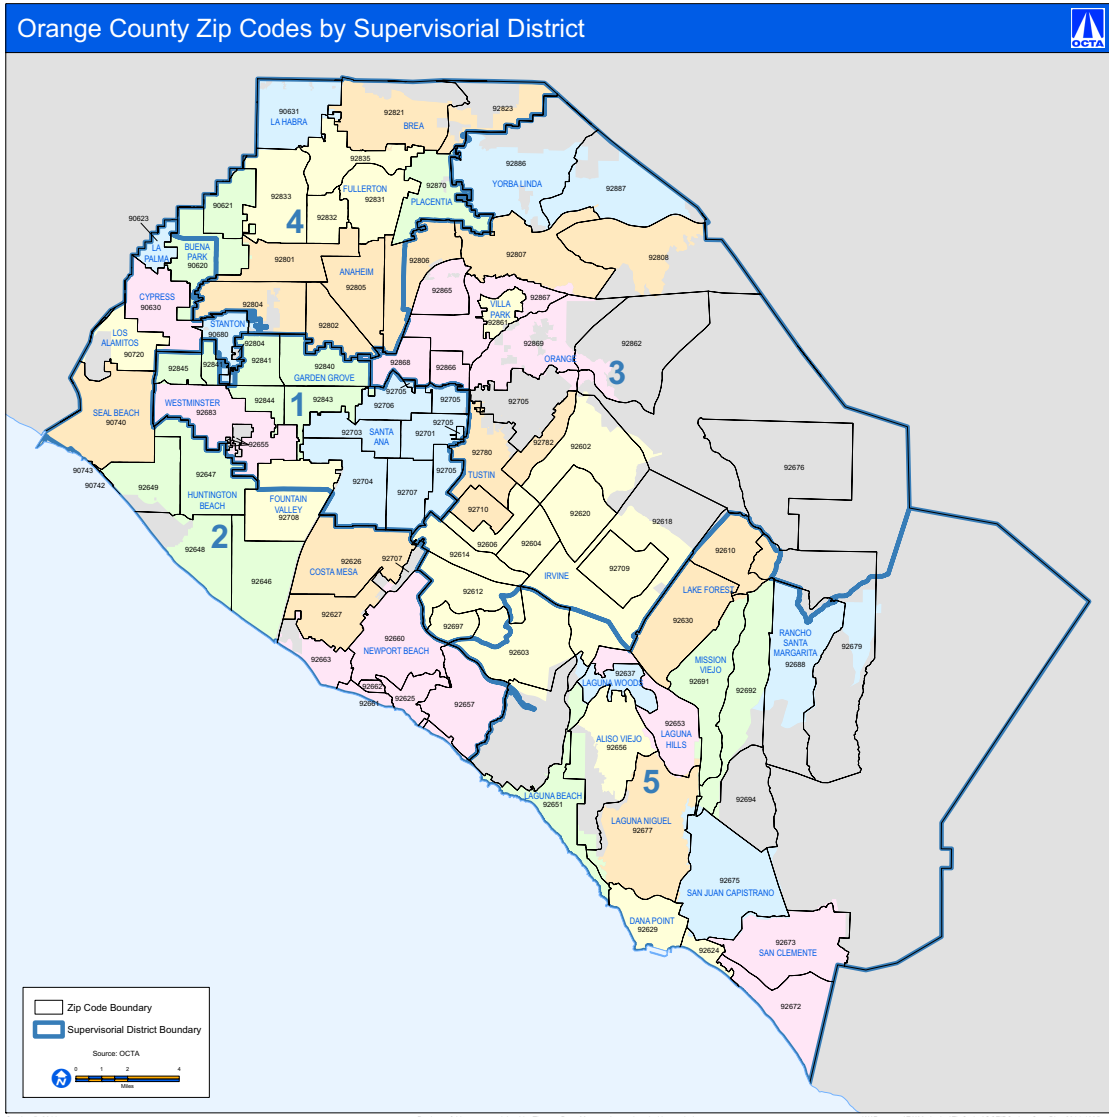 Orange County Zip Codes by Supervisorial District
OCTA
90631
LA HABRA
92821
BREA
92823
92835
92886
YORBA LINDA
92887
92870
PLACENTIA
FULLERTON
92831
92833
92832
4
90621
90623
LA
PALMA
BUENA
PARK
90620
92801
ANAHEIM
92805
92806
92807
92808
CYPRESS
90630
92804
92865
VILLA
PARK
92861
92867
STANTON
90680
92802
LOS
ALAMITOS
90720
92804
92841
92841
92845
92840
GARDEN GROVE
92868
92866
92869
ORANGE
92862
3
SEAL BEACH
90740
WESTMINSTER
92683
92844
1
92843
92705
92706
92705
92705
92703
SANTA
ANA
92701
92705
92655
92705
92704
92707
92780
TUSTIN
92782
92602
92676
90743
90742
92649
92647
HUNTINGTON
BEACH
FOUNTAIN
VALLEY
92708
92710
92620
92618
92648
2
92646
92626
COSTA MESA
92707
92614
92606
92604
IRVINE
92709
92610
LAKE FOREST
92612
92627
92697
92630
92660
NEWPORT BEACH
92603
92663
92662
92661
92625
92657
92637
LAGUNA WOODS
MISSION
VIEJO
92691
92692
RANCHO
SANTA
MARGARITA
92688
92679
92653
LAGUNA
HILLS
ALISO VIEJO
92656
5
LAGUNA BEACH
92651
LAGUNA NIGUEL
92677
92694
92675
SAN JUAN CAPISTRANO
DANA POINT
92629
92624
92673
SAN CLEMENTE
92672
Zip Code Boundary
Supervisorial District Boundary
Source: OCTA
N
0 1 2 4
Miles